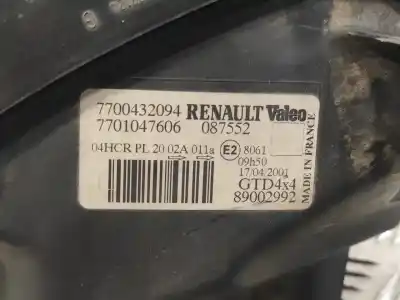 7700432094 RENAULT Valeo
7701047606 087552
04HCR PL 20 02A 011a E2 8061
09h50
17/04/2001
GTD4x4
89002992
MADE IN FRANCE